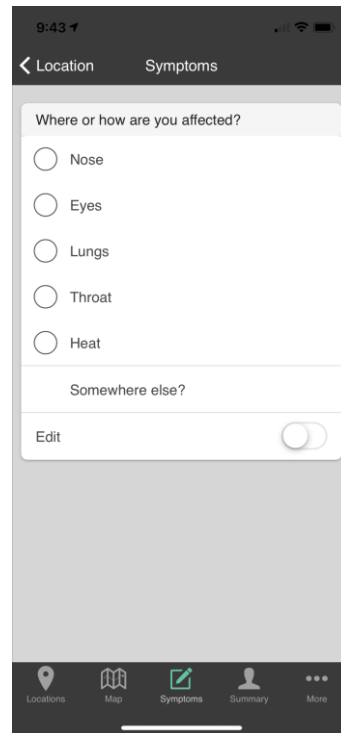 9:43
Location Symptoms
Where or how are you affected?
Nose
Eyes
Lungs
Throat
Heat
Somewhere else?
Edit
Locations Map Symptoms Summary More